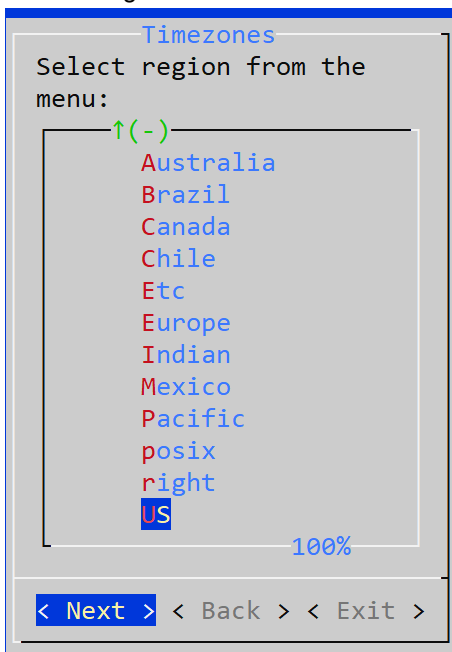 Timezones
Select region from the
menu:
↑(-)
Australia
Brazil
Canada
Chile
Etc
Europe
Indian
Mexico
Pacific
posix
right
US
100%
< Next > < Back > < Exit >